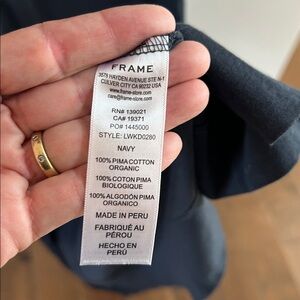 FRAME
3578 HAYDEN AVENUE STE N-1
CULVER CITY CA 90232 USA
www.frame-store.com
care@frame-store.com
RN# 139021
CA# 19371
PO# 1445000
STYLE: LWKD0280
NAVY
100% PIMA COTTON
ORGANIC
100% COTON PIMA
BIOLOGIQUE
100% ALGODÓN PIMA
ORGANICO
MADE IN PERU
FABRIQUÉ AU
PÉROU
HECHO EN
PERÚ